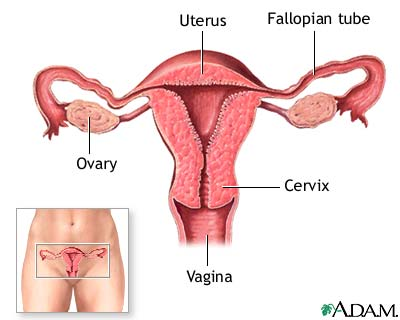 Uterus
Fallopian tube
Ovary
Cervix
Vagina
A.D.A.M.